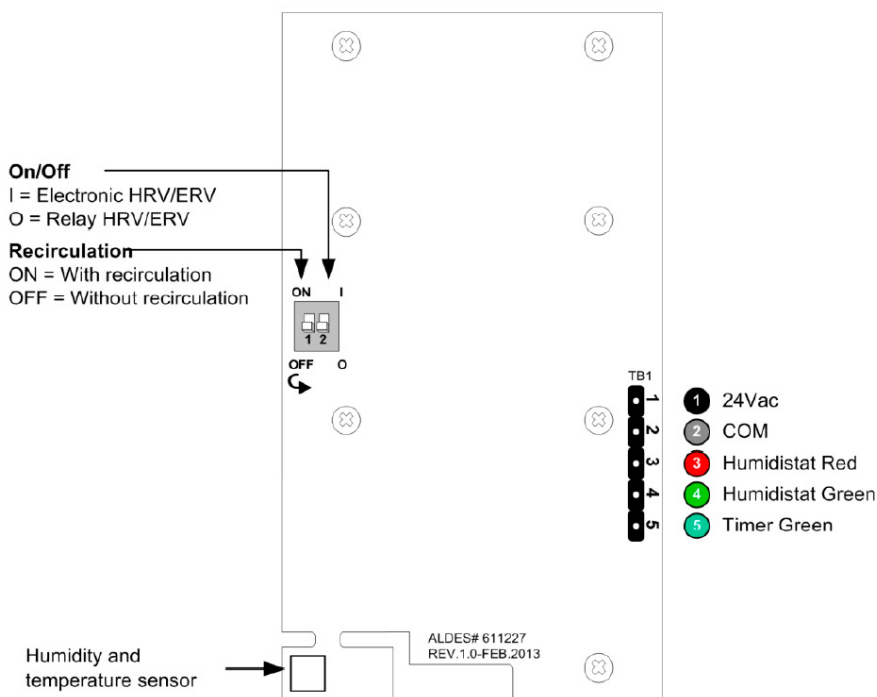 On/Off
I = Electronic HRV/ERV
O = Relay HRV/ERV
Recirculation
ON = With recirculation
OFF = Without recirculation
ON I
1 2
OFF O
TB1
1
2
3
4
5
1 24Vac
2 COM
3 Humidistat Red
4 Humidistat Green
5 Timer Green
ALDES# 611227
REV.1.0-FEB.2013
Humidity and
temperature sensor